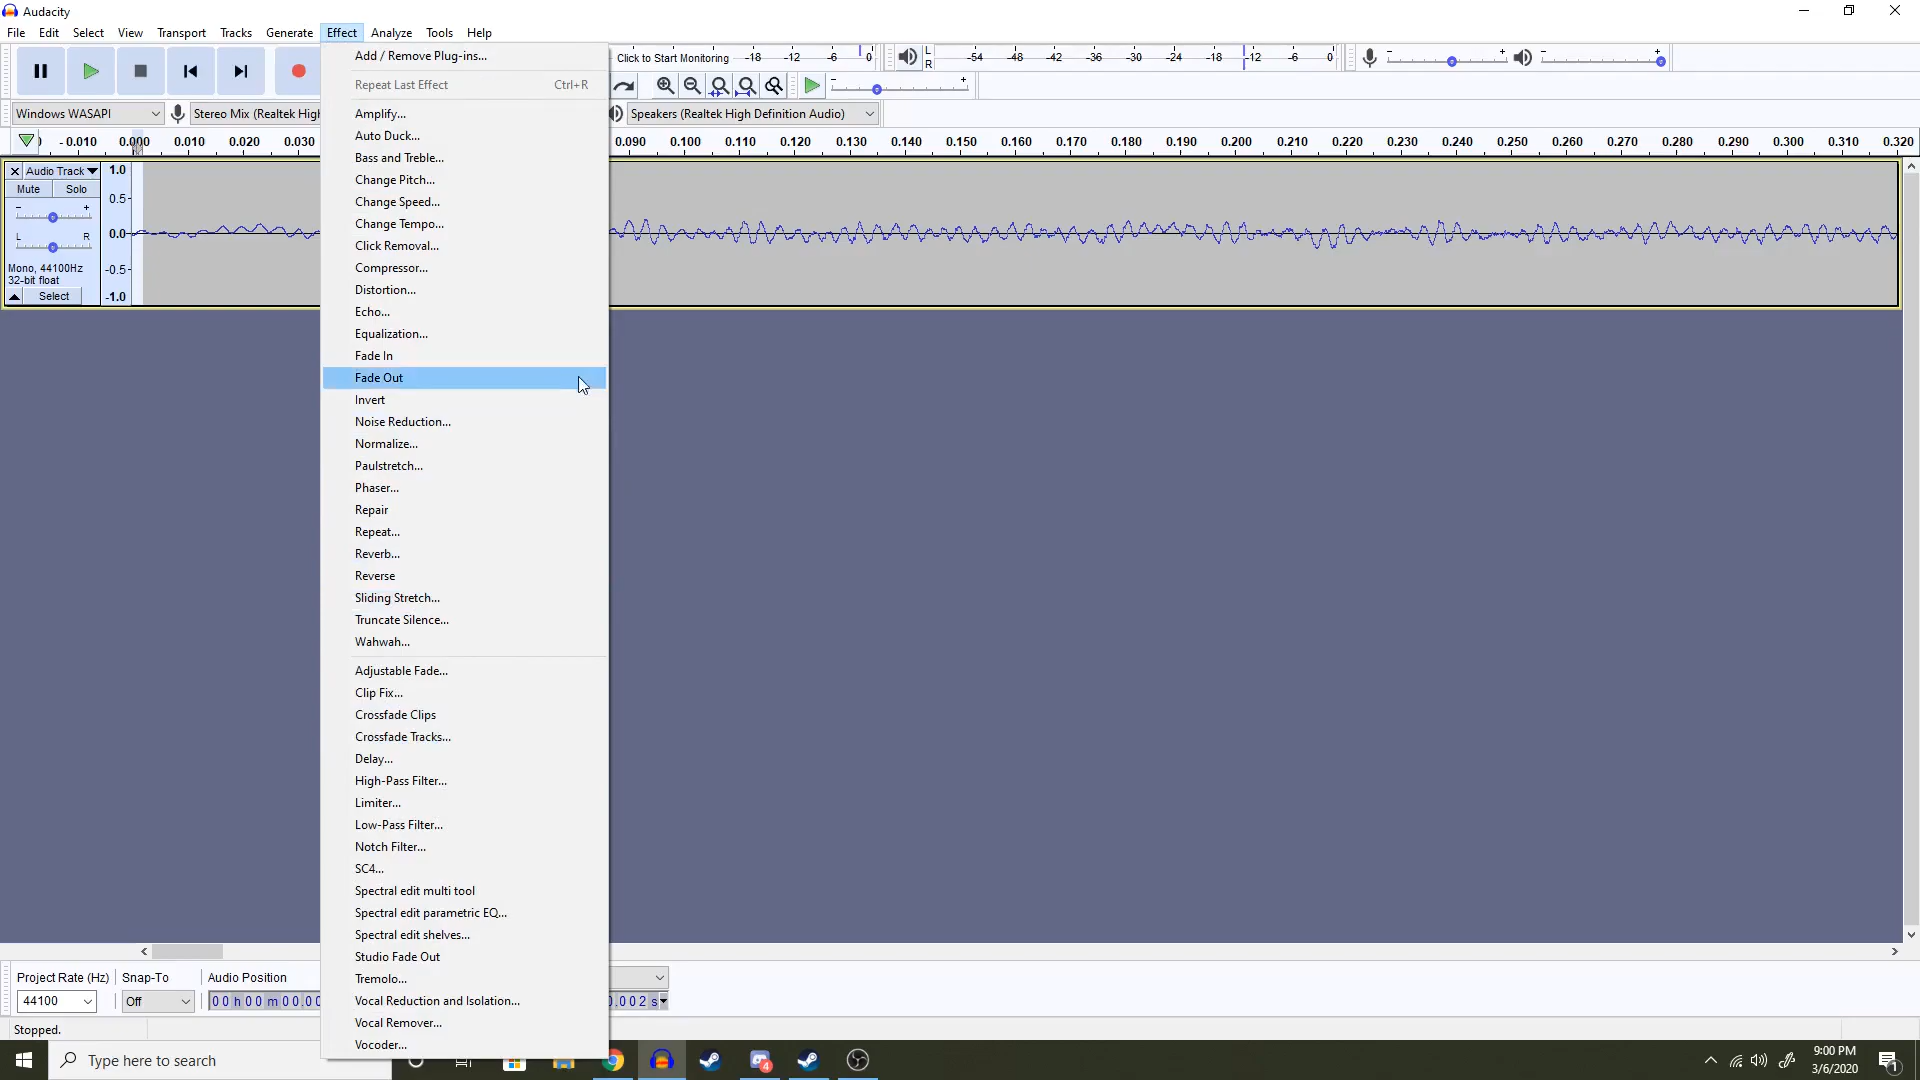 Audacity
File Edit Select View Transport Tracks Generate Effect Analyze Tools Help
Add / Remove Plug-ins...
Repeat Last Effect Ctrl+R
Amplify...
Auto Duck...
Bass and Treble...
Change Pitch...
Change Speed...
Change Tempo...
Click Removal...
Compressor...
Distortion...
Echo...
Equalization...
Fade In
Fade Out
Invert
Noise Reduction...
Normalize...
Paulstretch...
Phaser...
Repair
Repeat...
Reverb...
Reverse
Sliding Stretch...
Truncate Silence...
Wahwah...
Adjustable Fade...
Clip Fix...
Crossfade Clips
Crossfade Tracks...
Delay...
High-Pass Filter...
Limiter...
Low-Pass Filter...
Notch Filter...
SC4...
Spectral edit multi tool
Spectral edit parametric EQ...
Spectral edit shelves...
Studio Fade Out
Tremolo...
Vocal Reduction and Isolation...
Vocal Remover...
Vocoder...
Click to Start Monitoring -18 -12 -6 0
L
R
-54 -48 -42 -36 -30 -24 -18 -12 -6 0
Windows WASAPI Stereo Mix (Realtek High Speakers (Realtek High Definition Audio)
-0.010 0.000 0.010 0.020 0.030 0.090 0.100 0.110 0.120 0.130 0.140 0.150 0.160 0.170 0.180 0.190 0.200 0.210 0.220 0.230 0.240 0.250 0.260 0.270 0.280 0.290 0.300 0.310 0.320
X Audio Track 1.0
Mute Solo
- + 0.5
L R 0.0
Mono, 44100Hz
32-bit float -0.5
Select -1.0
Project Rate (Hz) Snap-To Audio Position
44100 Off 00 h 00 m 00.00 0.002 s
Stopped.
Type here to search
4
9:00 PM
3/6/2020
1